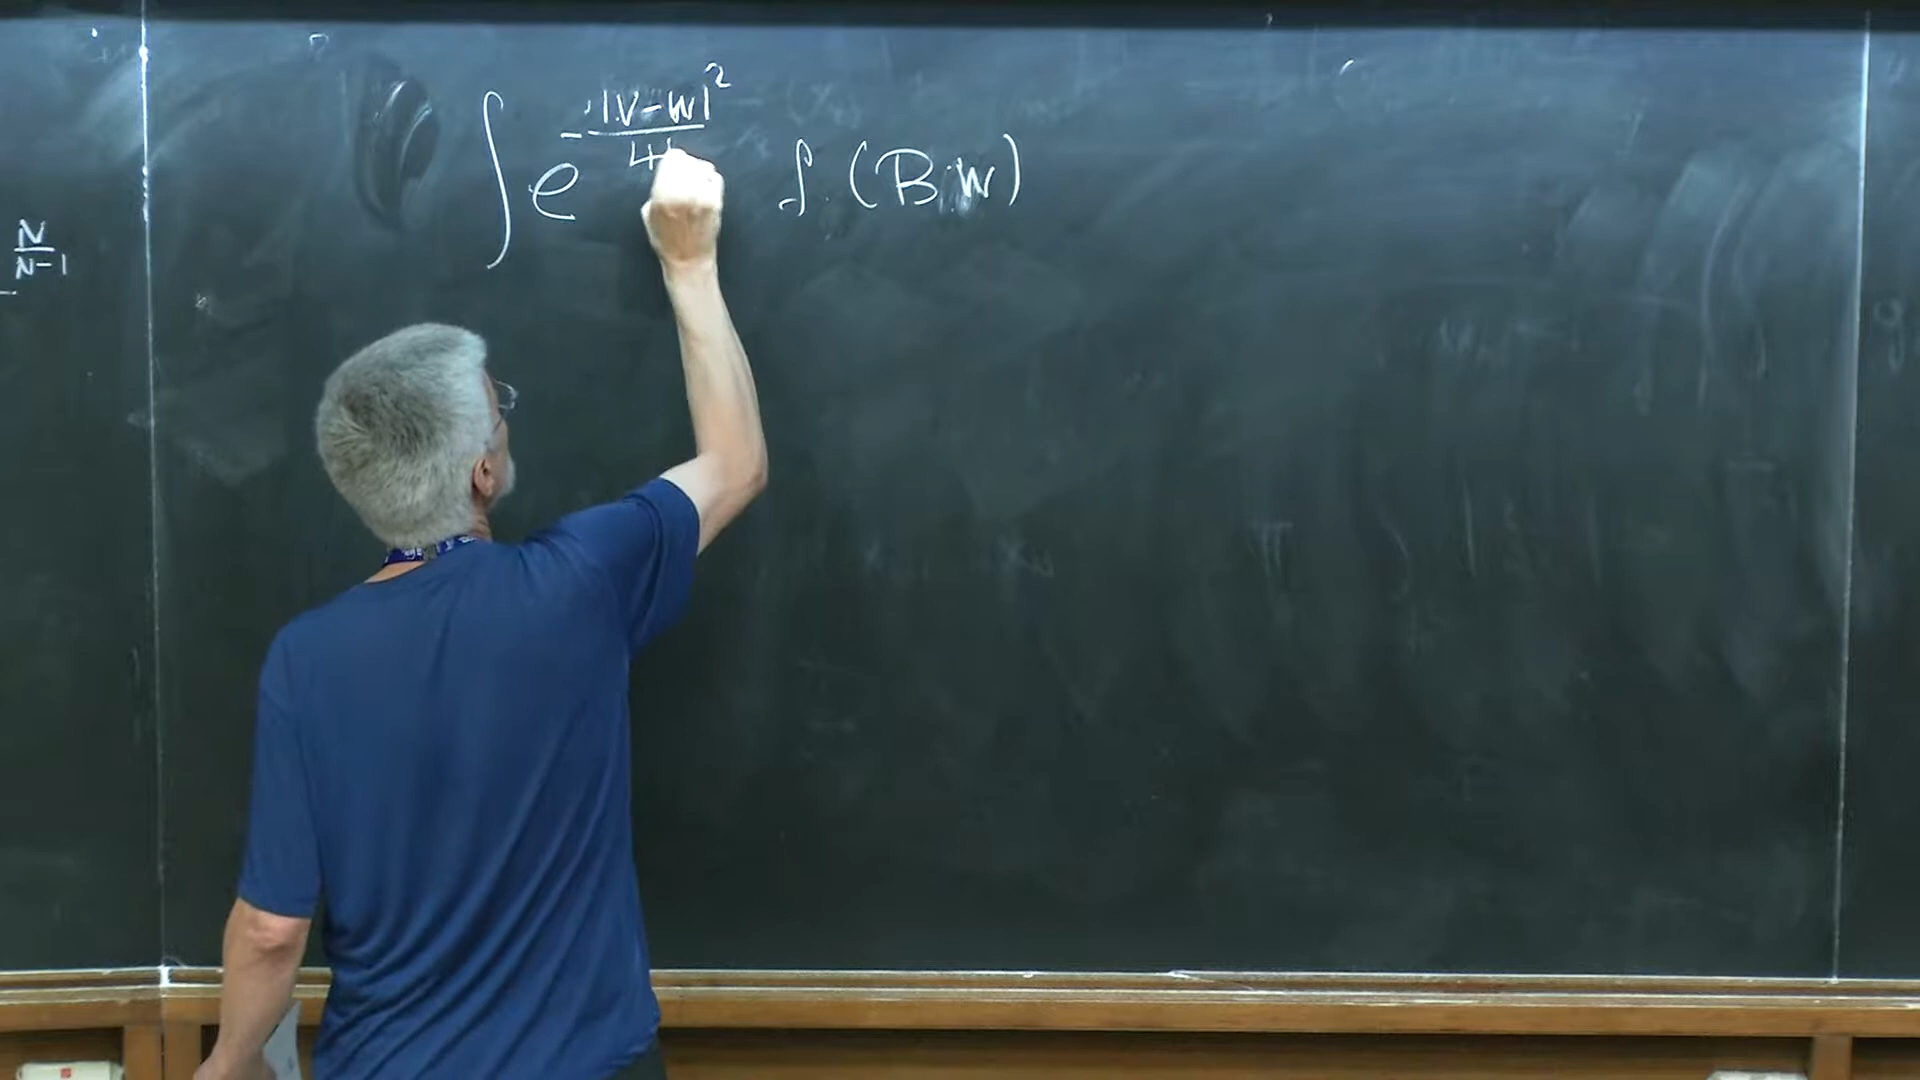 N/(N-1)
∫ e^{-|V-W|²/4t} f(B,W)